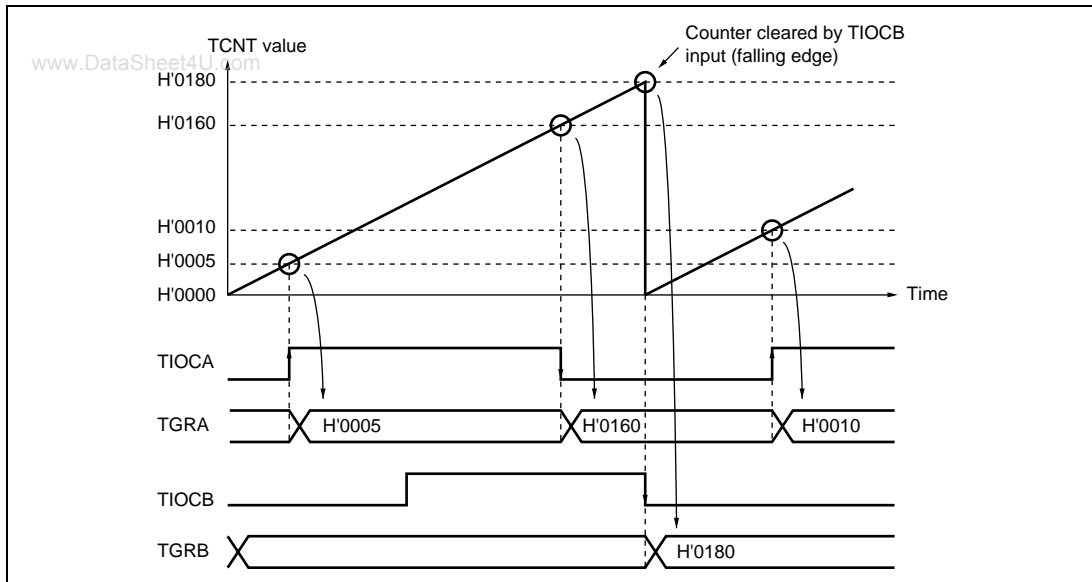 Counter cleared by TIOCB
input (falling edge)
TCNT value
www.DataSheet4U.com
H'0180
H'0160
H'0010
H'0005
H'0000
Time
TIOCA
TGRA
H'0005
H'0160
H'0010
TIOCB
TGRB
H'0180